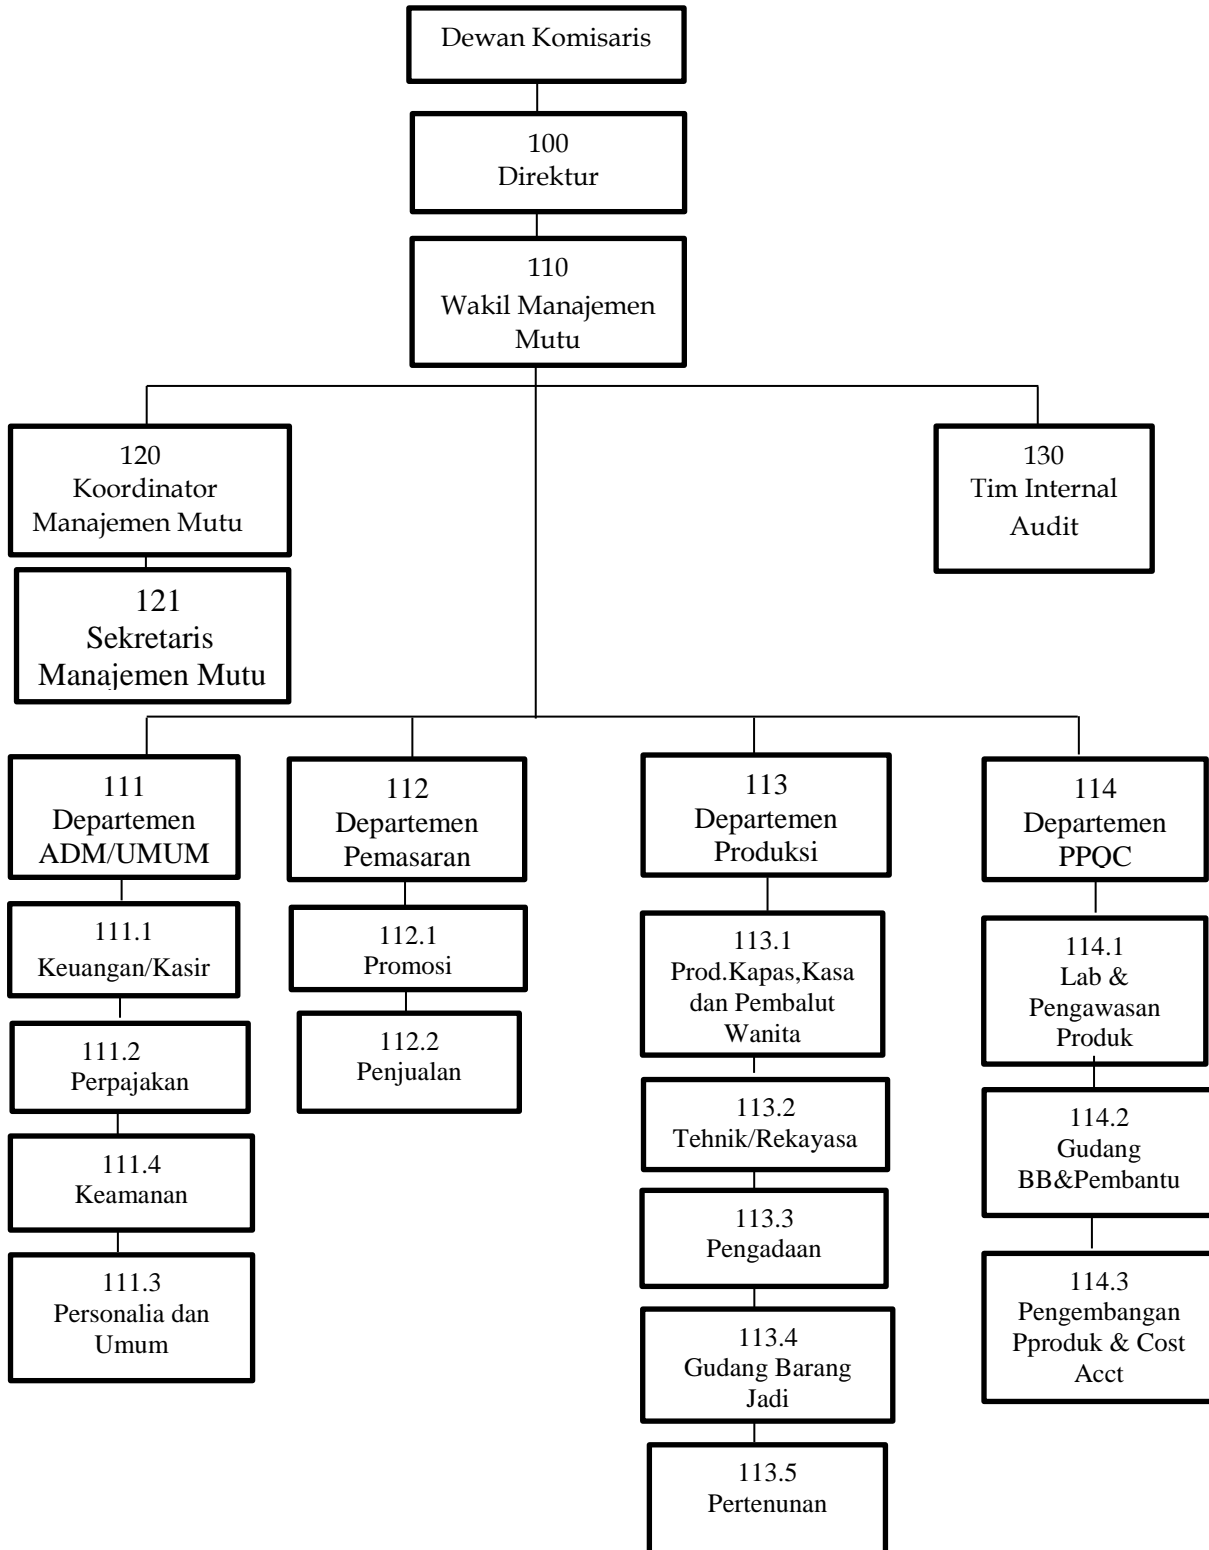 Dewan Komisaris
100
Direktur
110
Wakil Manajemen
Mutu
120
Koordinator
Manajemen Mutu
130
Tim Internal
Audit
121
Sekretaris
Manajemen Mutu
111
Departemen
ADM/UMUM
112
Departemen
Pemasaran
113
Departemen
Produksi
114
Departemen
PPQC
111.1
Keuangan/Kasir
111.2
Perpajakan
111.4
Keamanan
111.3
Personalia dan
Umum
112.1
Promosi
112.2
Penjualan
113.1
Prod.Kapas,Kasa
dan Pembalut
Wanita
113.2
Tehnik/Rekayasa
113.3
Pengadaan
113.4
Gudang Barang
Jadi
113.5
Pertenunan
114.1
Lab &
Pengawasan
Produk
114.2
Gudang
BB&Pembantu
114.3
Pengembangan
Pproduk & Cost
Acct